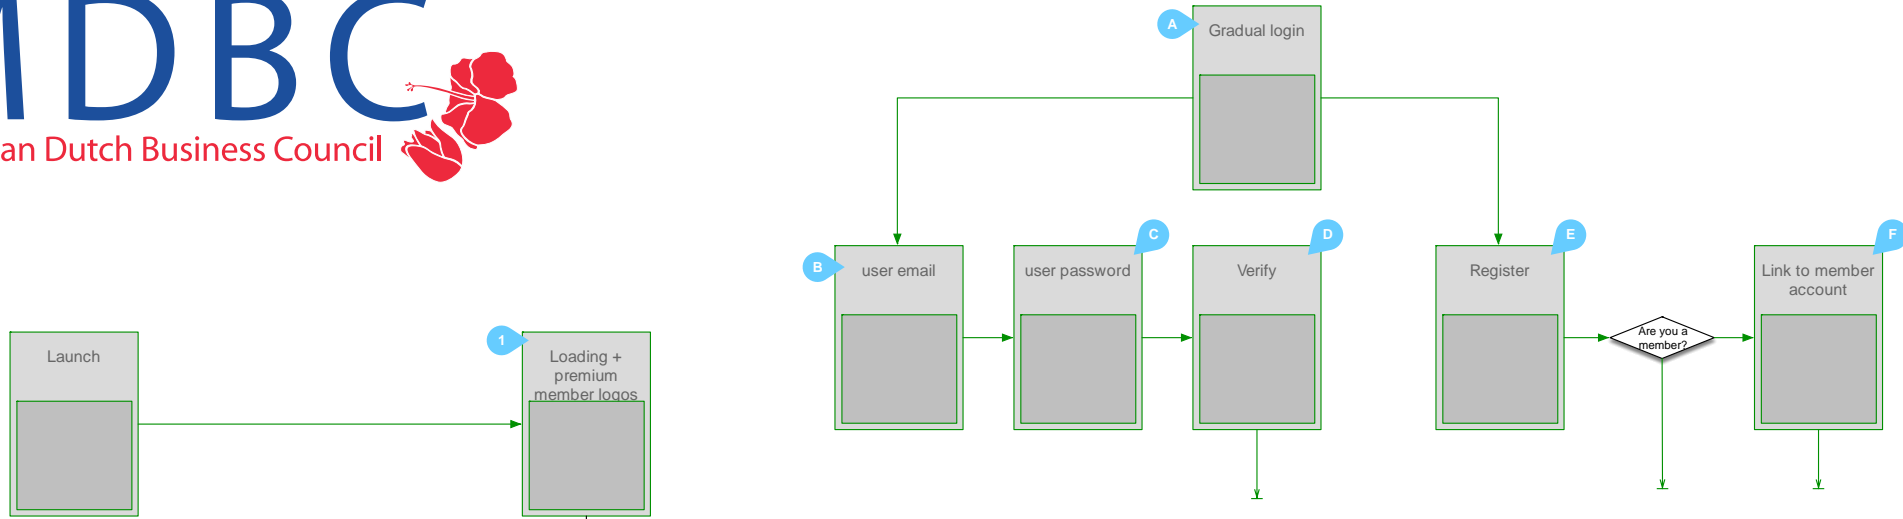 MDBC
an Dutch Business Council
A
Gradual login
B
user email
C
user password
D
Verify
E
Register
Are you a
member?
F
Link to member
account
Launch
1
Loading +
premium
member logos